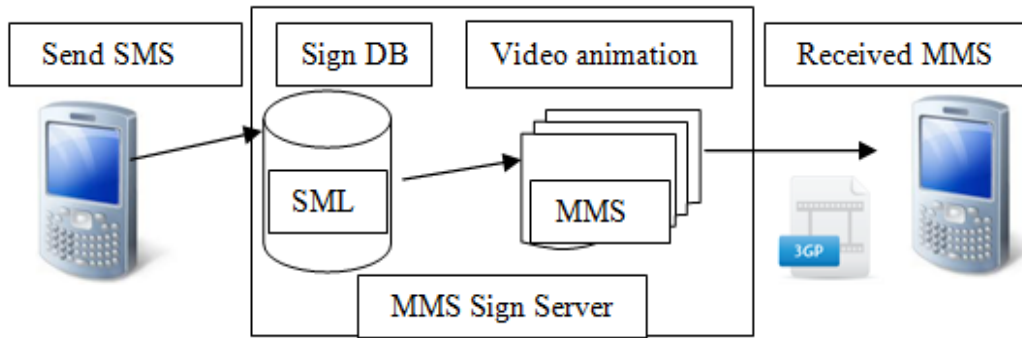 Send SMS
Sign DB
Video animation
Received MMS
SML
MMS
3GP
MMS Sign Server